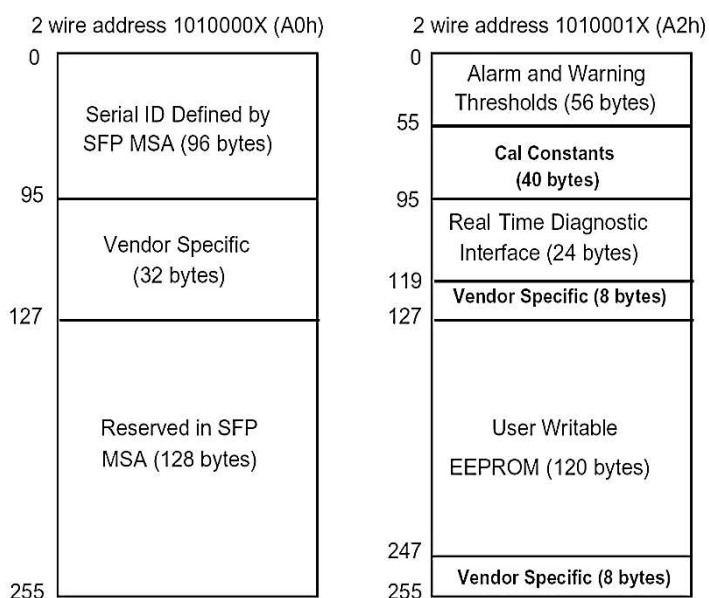 2 wire address 1010000X (A0h)
0
Serial ID Defined by
SFP MSA (96 bytes)
95
Vendor Specific
(32 bytes)
127
Reserved in SFP
MSA (128 bytes)
255
2 wire address 1010001X (A2h)
0
Alarm and Warning
Thresholds (56 bytes)
55
Cal Constants
(40 bytes)
95
Real Time Diagnostic
Interface (24 bytes)
119
Vendor Specific (8 bytes)
127
User Writable
EEPROM (120 bytes)
247
Vendor Specific (8 bytes)
255